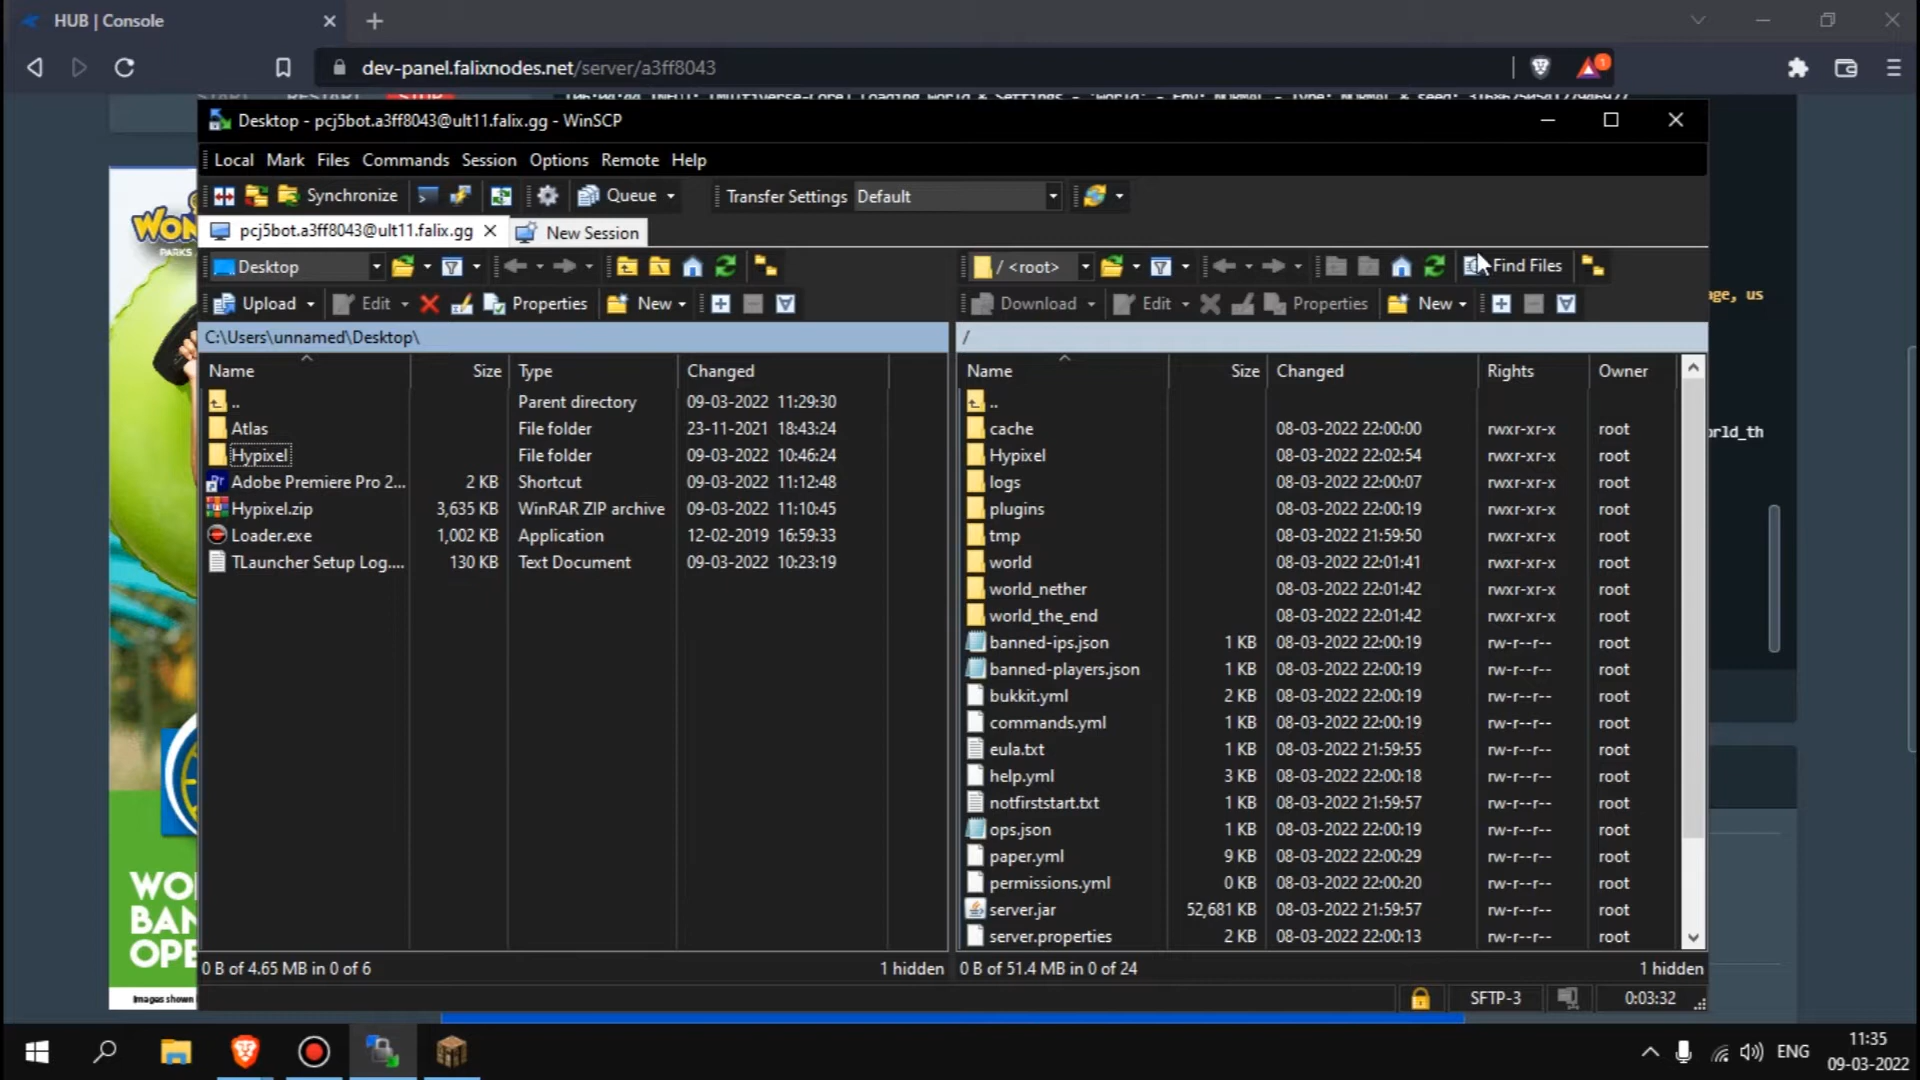 HUB | Console
dev-panel.falixnodes.net/server/a3ff8043
Desktop - pcj5bot.a3ff8043@ult11.falix.gg - WinSCP
Local Mark Files Commands Session Options Remote Help
Synchronize Queue Transfer Settings Default
pcj5bot.a3ff8043@ult11.falix.gg New Session
Desktop / <root> Find Files
Upload Edit Properties New Download Edit Properties New
C:\Users\unnamed\Desktop\ /
Name Size Type Changed Name Size Changed Rights Owner
.. Parent directory 09-03-2022 11:29:30 ..
Atlas File folder 23-11-2021 18:43:24 cache 08-03-2022 22:00:00 rwxr-xr-x root
Hypixel File folder 09-03-2022 10:46:24 Hypixel 08-03-2022 22:02:54 rwxr-xr-x root
Adobe Premiere Pro 2... 2 KB Shortcut 09-03-2022 11:12:48 logs 08-03-2022 22:00:07 rwxr-xr-x root
Hypixel.zip 3,635 KB WinRAR ZIP archive 09-03-2022 11:10:45 plugins 08-03-2022 22:00:19 rwxr-xr-x root
Loader.exe 1,002 KB Application 12-02-2019 16:59:33 tmp 08-03-2022 21:59:50 rwxr-xr-x root
TLauncher Setup Log.... 130 KB Text Document 09-03-2022 10:23:19 world 08-03-2022 22:01:41 rwxr-xr-x root
world_nether 08-03-2022 22:01:42 rwxr-xr-x root
world_the_end 08-03-2022 22:01:42 rwxr-xr-x root
banned-ips.json 1 KB 08-03-2022 22:00:19 rw-r--r-- root
banned-players.json 1 KB 08-03-2022 22:00:19 rw-r--r-- root
bukkit.yml 2 KB 08-03-2022 22:00:19 rw-r--r-- root
commands.yml 1 KB 08-03-2022 22:00:19 rw-r--r-- root
eula.txt 1 KB 08-03-2022 21:59:55 rw-r--r-- root
help.yml 3 KB 08-03-2022 22:00:18 rw-r--r-- root
notfirststart.txt 1 KB 08-03-2022 21:59:57 rw-r--r-- root
ops.json 1 KB 08-03-2022 22:00:19 rw-r--r-- root
paper.yml 9 KB 08-03-2022 22:00:29 rw-r--r-- root
permissions.yml 0 KB 08-03-2022 22:00:20 rw-r--r-- root
server.jar 52,681 KB 08-03-2022 21:59:57 rw-r--r-- root
server.properties 2 KB 08-03-2022 22:00:13 rw-r--r-- root
0 B of 4.65 MB in 0 of 6 1 hidden 0 B of 51.4 MB in 0 of 24 1 hidden
SFTP-3 0:03:32
WON
PARKS
WO
BAN
OPE
Images shown
age, us
orld_th
ENG
11:35
09-03-2022